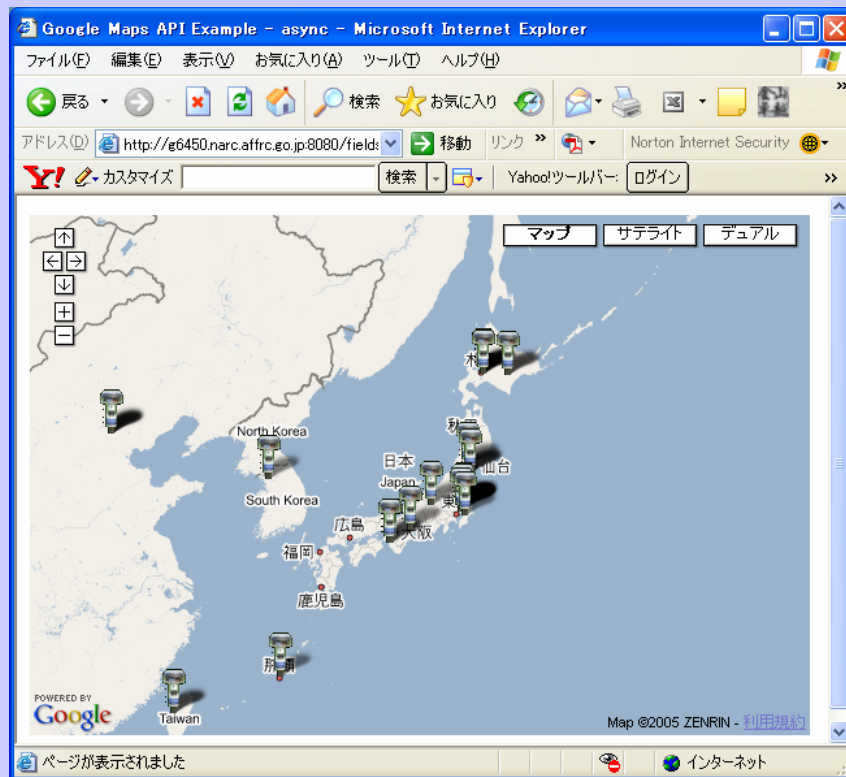 Google Maps API Example - async - Microsoft Internet Explorer
ファイル(F) 編集(E) 表示(V) お気に入り(A) ツール(T) ヘルプ(H)
戻る 検索 お気に入り
アドレス(D) http://g6450.narc.affrc.go.jp:8080/field 移動 リンク » Norton Internet Security
Y! カスタマイズ 検索 Yahoo!ツールバー: ログイン »
マップ サテライト デュアル
North Korea
仙台
日本
Japan
South Korea
広島
大阪
福岡
鹿児島
POWERED BY
Google
Taiwan
Map ©2005 ZENRIN - 利用規約
ページが表示されました インターネット